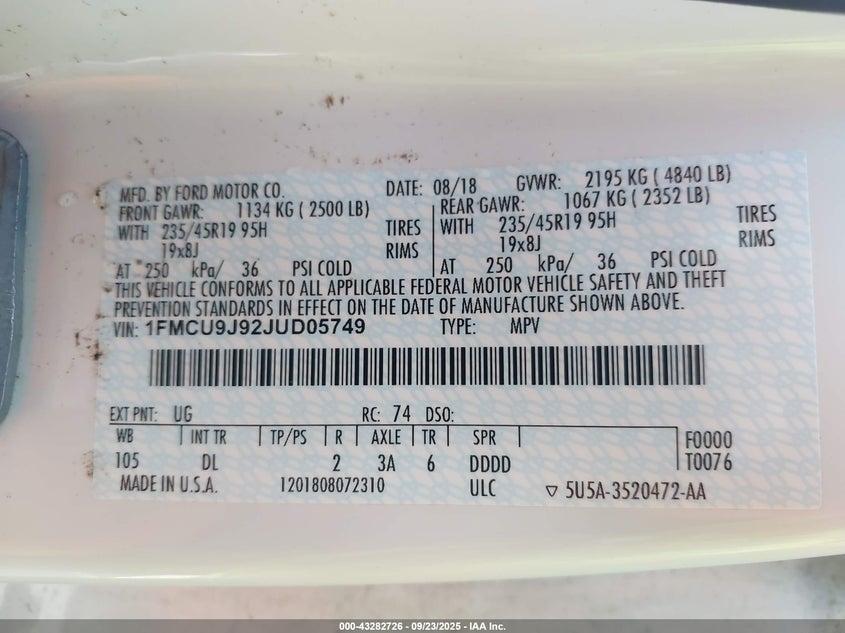 MFD. BY FORD MOTOR CO. DATE: 08/18 GVWR: 2195 KG ( 4840 LB)
FRONT GAWR: 1134 KG ( 2500 LB) REAR GAWR: 1067 KG ( 2352 LB)
WITH 235/45R19 95H TIRES WITH 235/45R19 95H TIRES
19x8J RIMS 19x8J RIMS
AT 250 kPa/ 36 PSI COLD AT 250 kPa/ 36 PSI COLD
THIS VEHICLE CONFORMS TO ALL APPLICABLE FEDERAL MOTOR VEHICLE SAFETY AND THEFT
PREVENTION STANDARDS IN EFFECT ON THE DATE OF MANUFACTURE SHOWN ABOVE.
VIN: 1FMCU9J92JUD05749 TYPE: MPV
EXT PNT: UG RC: 74 DSO:
WB INT TR TP/PS R AXLE TR SPR F0000
105 DL 2 3A 6 DDDD T0076
MADE IN U.S.A. 1201808072310 ULC ▽ 5U5A-3520472-AA
000-43282726 - 09/23/2025 - IAA Inc.